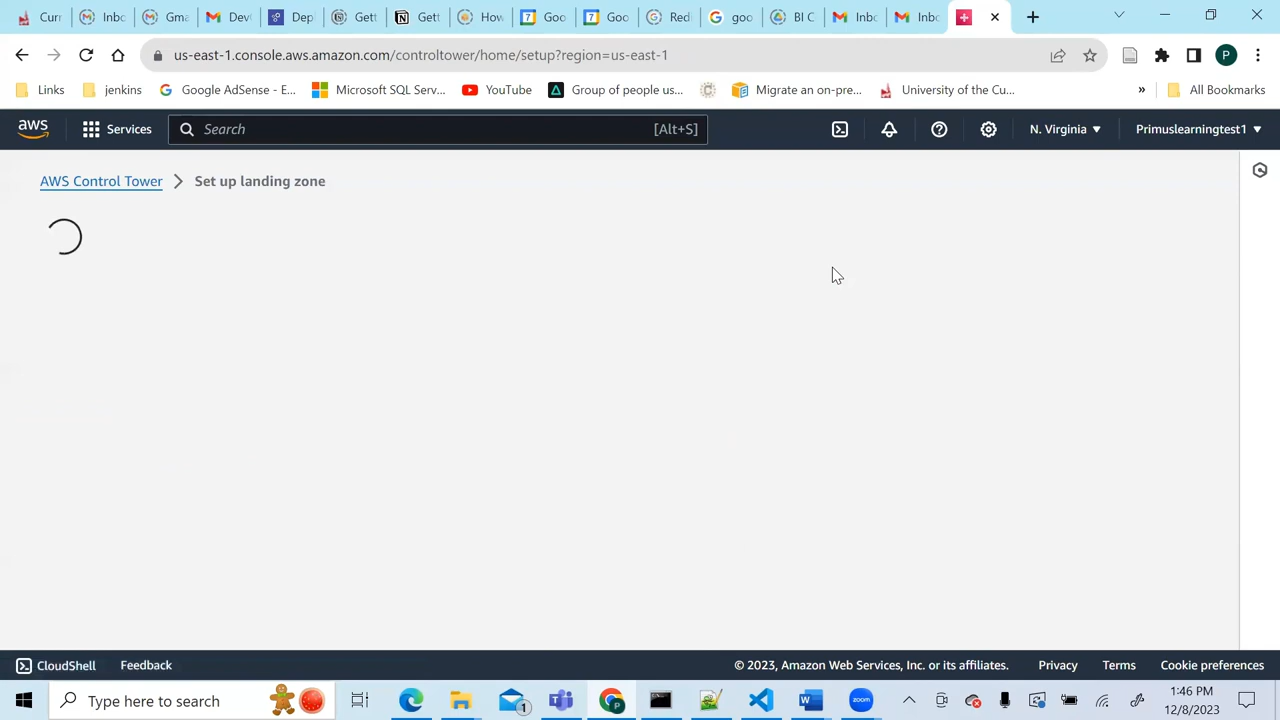 Curr
Inbo
Gma
Dev
Dep
Gett
Gett
How
Goo
Goo
Redi
goo
BI C
Inbo
Inbo
us-east-1.console.aws.amazon.com/controltower/home/setup?region=us-east-1
P
Links
jenkins
Google AdSense - E...
Microsoft SQL Serv...
YouTube
Group of people us...
Migrate an on-pre...
University of the Cu...
»
All Bookmarks
aws
Services
Search
[Alt+S]
N. Virginia
Primuslearningtest1
AWS Control Tower
Set up landing zone
CloudShell
Feedback
© 2023, Amazon Web Services, Inc. or its affiliates.
Privacy
Terms
Cookie preferences
Type here to search
1
zoom
1:46 PM
12/8/2023